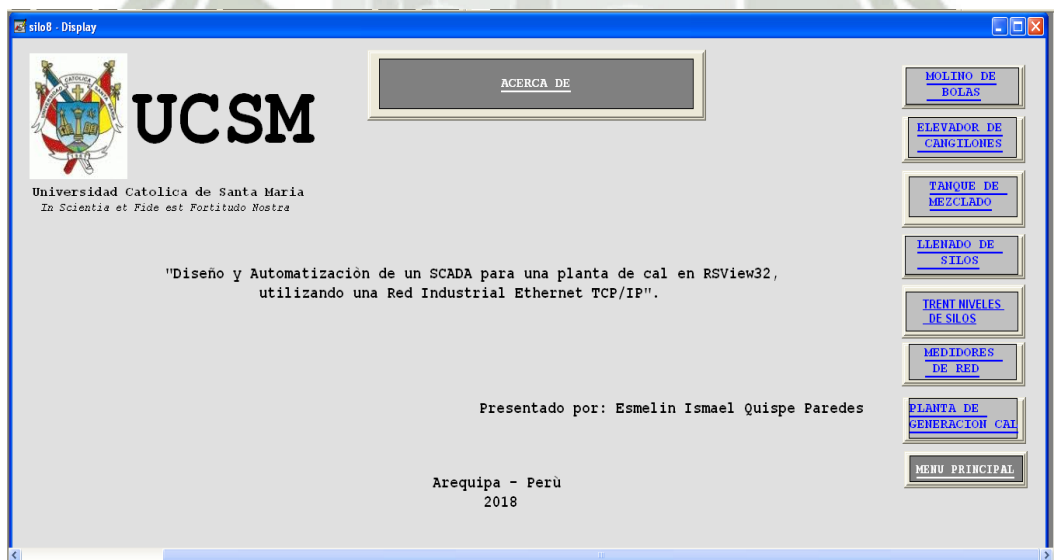 silo8 - Display
UCSM
Universidad Catolica de Santa Maria
In Scientia et Fide est Fortitudo Nostra
ACERCA DE
"Diseño y Automatizaciòn de un SCADA para una planta de cal en RSView32,
utilizando una Red Industrial Ethernet TCP/IP".
Presentado por: Esmelin Ismael Quispe Paredes
Arequipa - Perù
2018
MOLINO DE
BOLAS
ELEVADOR DE
CANGILONES
TANQUE DE
MEZCLADO
LLENADO DE
SILOS
TRENT NIVELES
DE SILOS
MEDIDORES
DE RED
PLANTA DE
GENERACION CAL
MENU PRINCIPAL